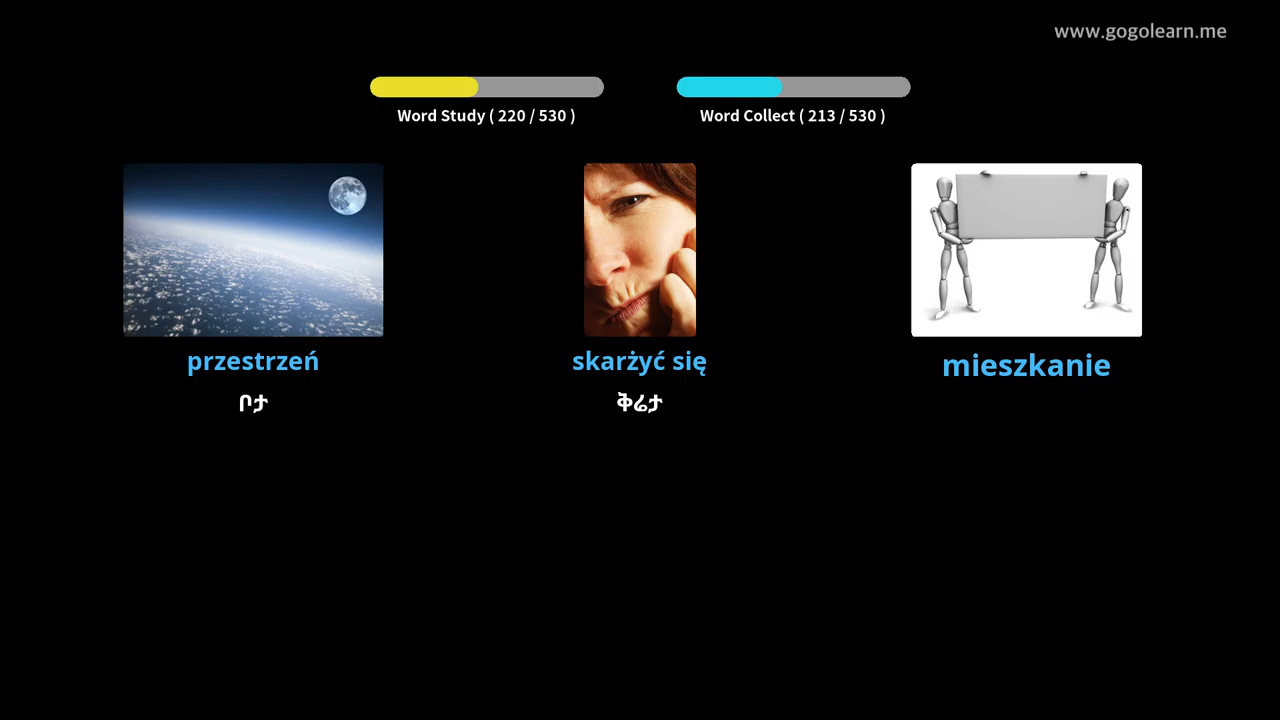 www.gogolearn.me
Word Study ( 220 / 530 )
Word Collect ( 213 / 530 )
przestrzeń
skarżyć się
mieszkanie
ቦታ
ቅሬታ